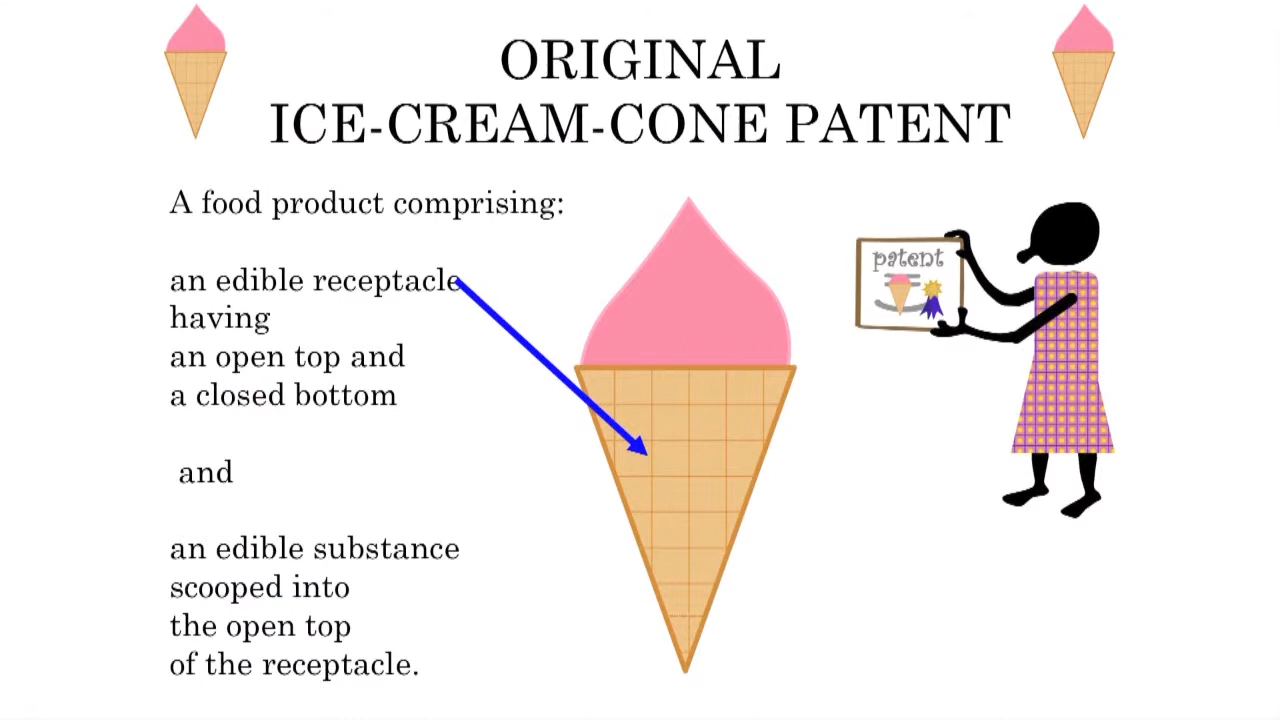 ORIGINAL
ICE-CREAM-CONE PATENT
A food product comprising:
an edible receptacle
having
an open top and
a closed bottom
and
an edible substance
scooped into
the open top
of the receptacle.
patent